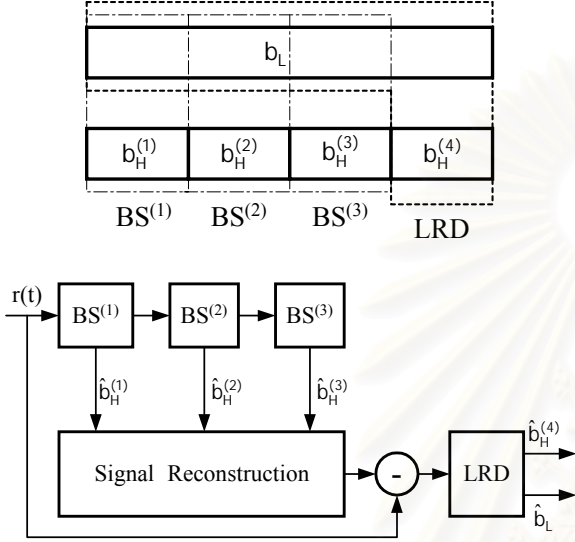 b_L
b_H^(1) b_H^(2) b_H^(3) b_H^(4)
BS^(1) BS^(2) BS^(3) LRD
r(t)
BS^(1) BS^(2) BS^(3)
b̂_H^(1) b̂_H^(2) b̂_H^(3)
b̂_H^(4)
Signal Reconstruction - LRD
b̂_L